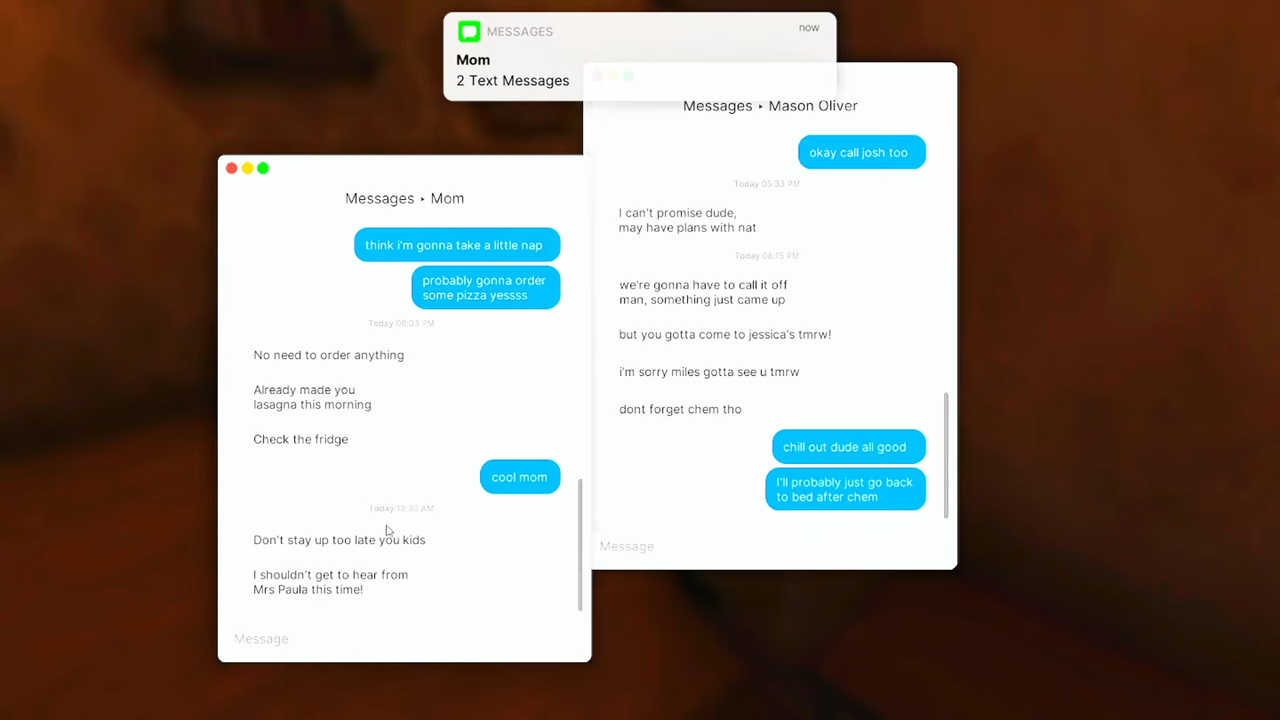 MESSAGES
now
Mom
2 Text Messages
Messages ‣ Mom
think i'm gonna take a little nap
probably gonna order
some pizza yessss
Today 08:03 PM
No need to order anything
Already made you
lasagna this morning
Check the fridge
cool mom
Today 12:30 AM
Don't stay up too late you kids
I shouldn't get to hear from
Mrs Paula this time!
Message
Messages ‣ Mason Oliver
okay call josh too
Today 05:33 PM
I can't promise dude,
may have plans with nat
Today 08:15 PM
we're gonna have to call it off
man, something just came up
but you gotta come to jessica's tmrw!
i'm sorry miles gotta see u tmrw
dont forget chem tho
chill out dude all good
I'll probably just go back
to bed after chem
Message